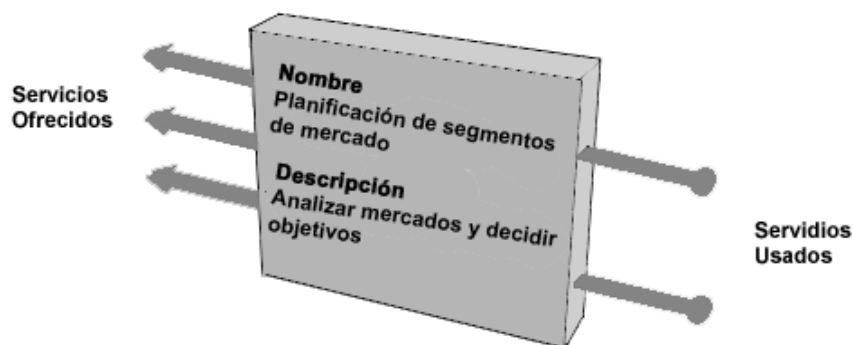 Servicios
Ofrecidos
Nombre
Planificación de segmentos
de mercado
Descripción
Analizar mercados y decidir
objetivos
Servidios
Usados